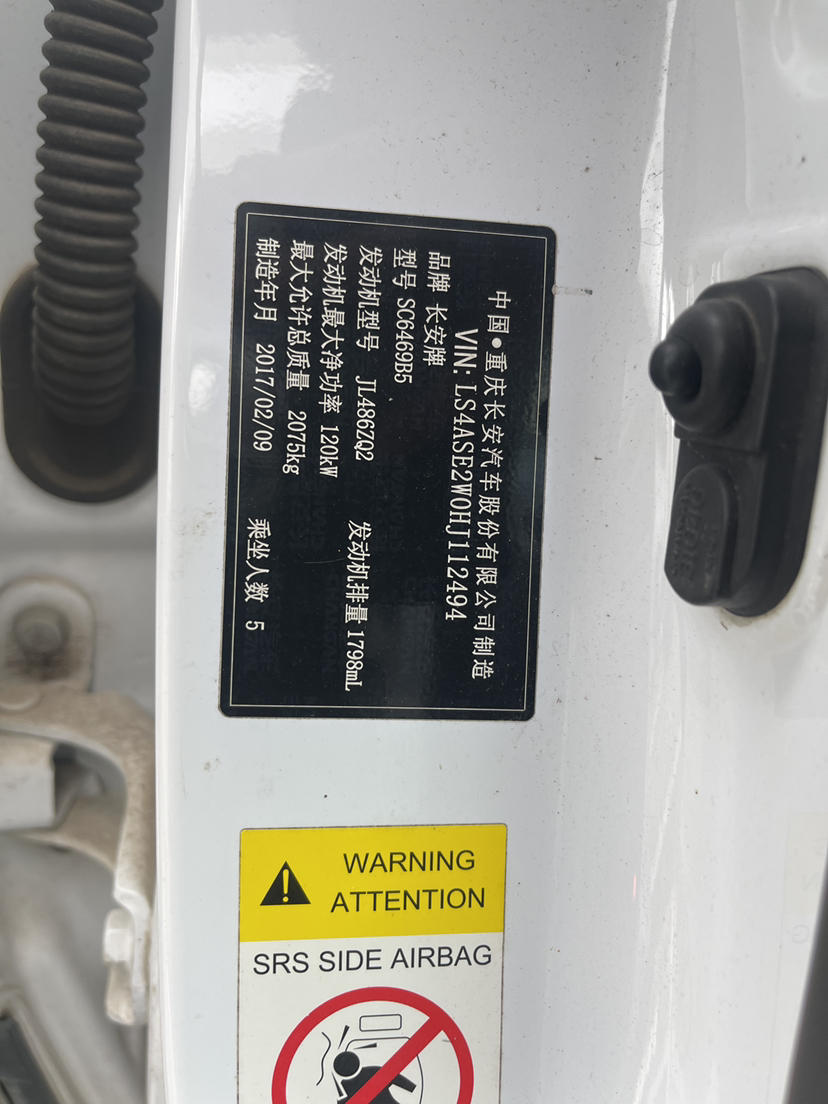 中国•重庆长安汽车股份有限公司制造
VIN:LS4ASE2W0HJ112494
品牌 长安牌
型号 SC6469B5
发动机型号 JL486ZQ2 发动机排量 1798mL
发动机最大净功率 120kW
最大允许总质量 2075kg
制造年月 2017/02/09 乘坐人数 5
WARNING
ATTENTION
SRS SIDE AIRBAG